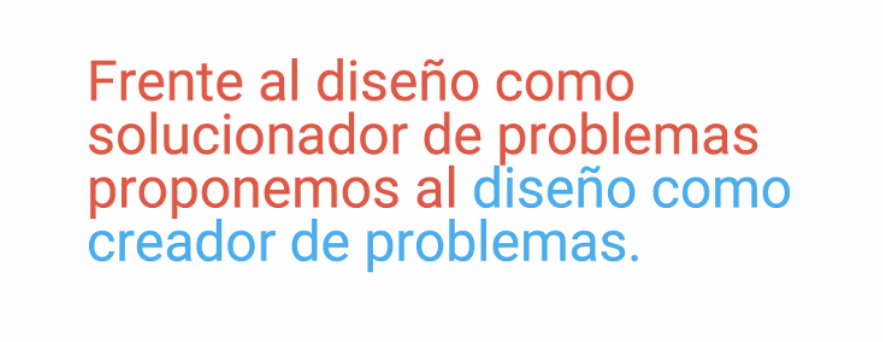 Frente al diseño como
solucionador de problemas
proponemos al diseño como
creador de problemas.